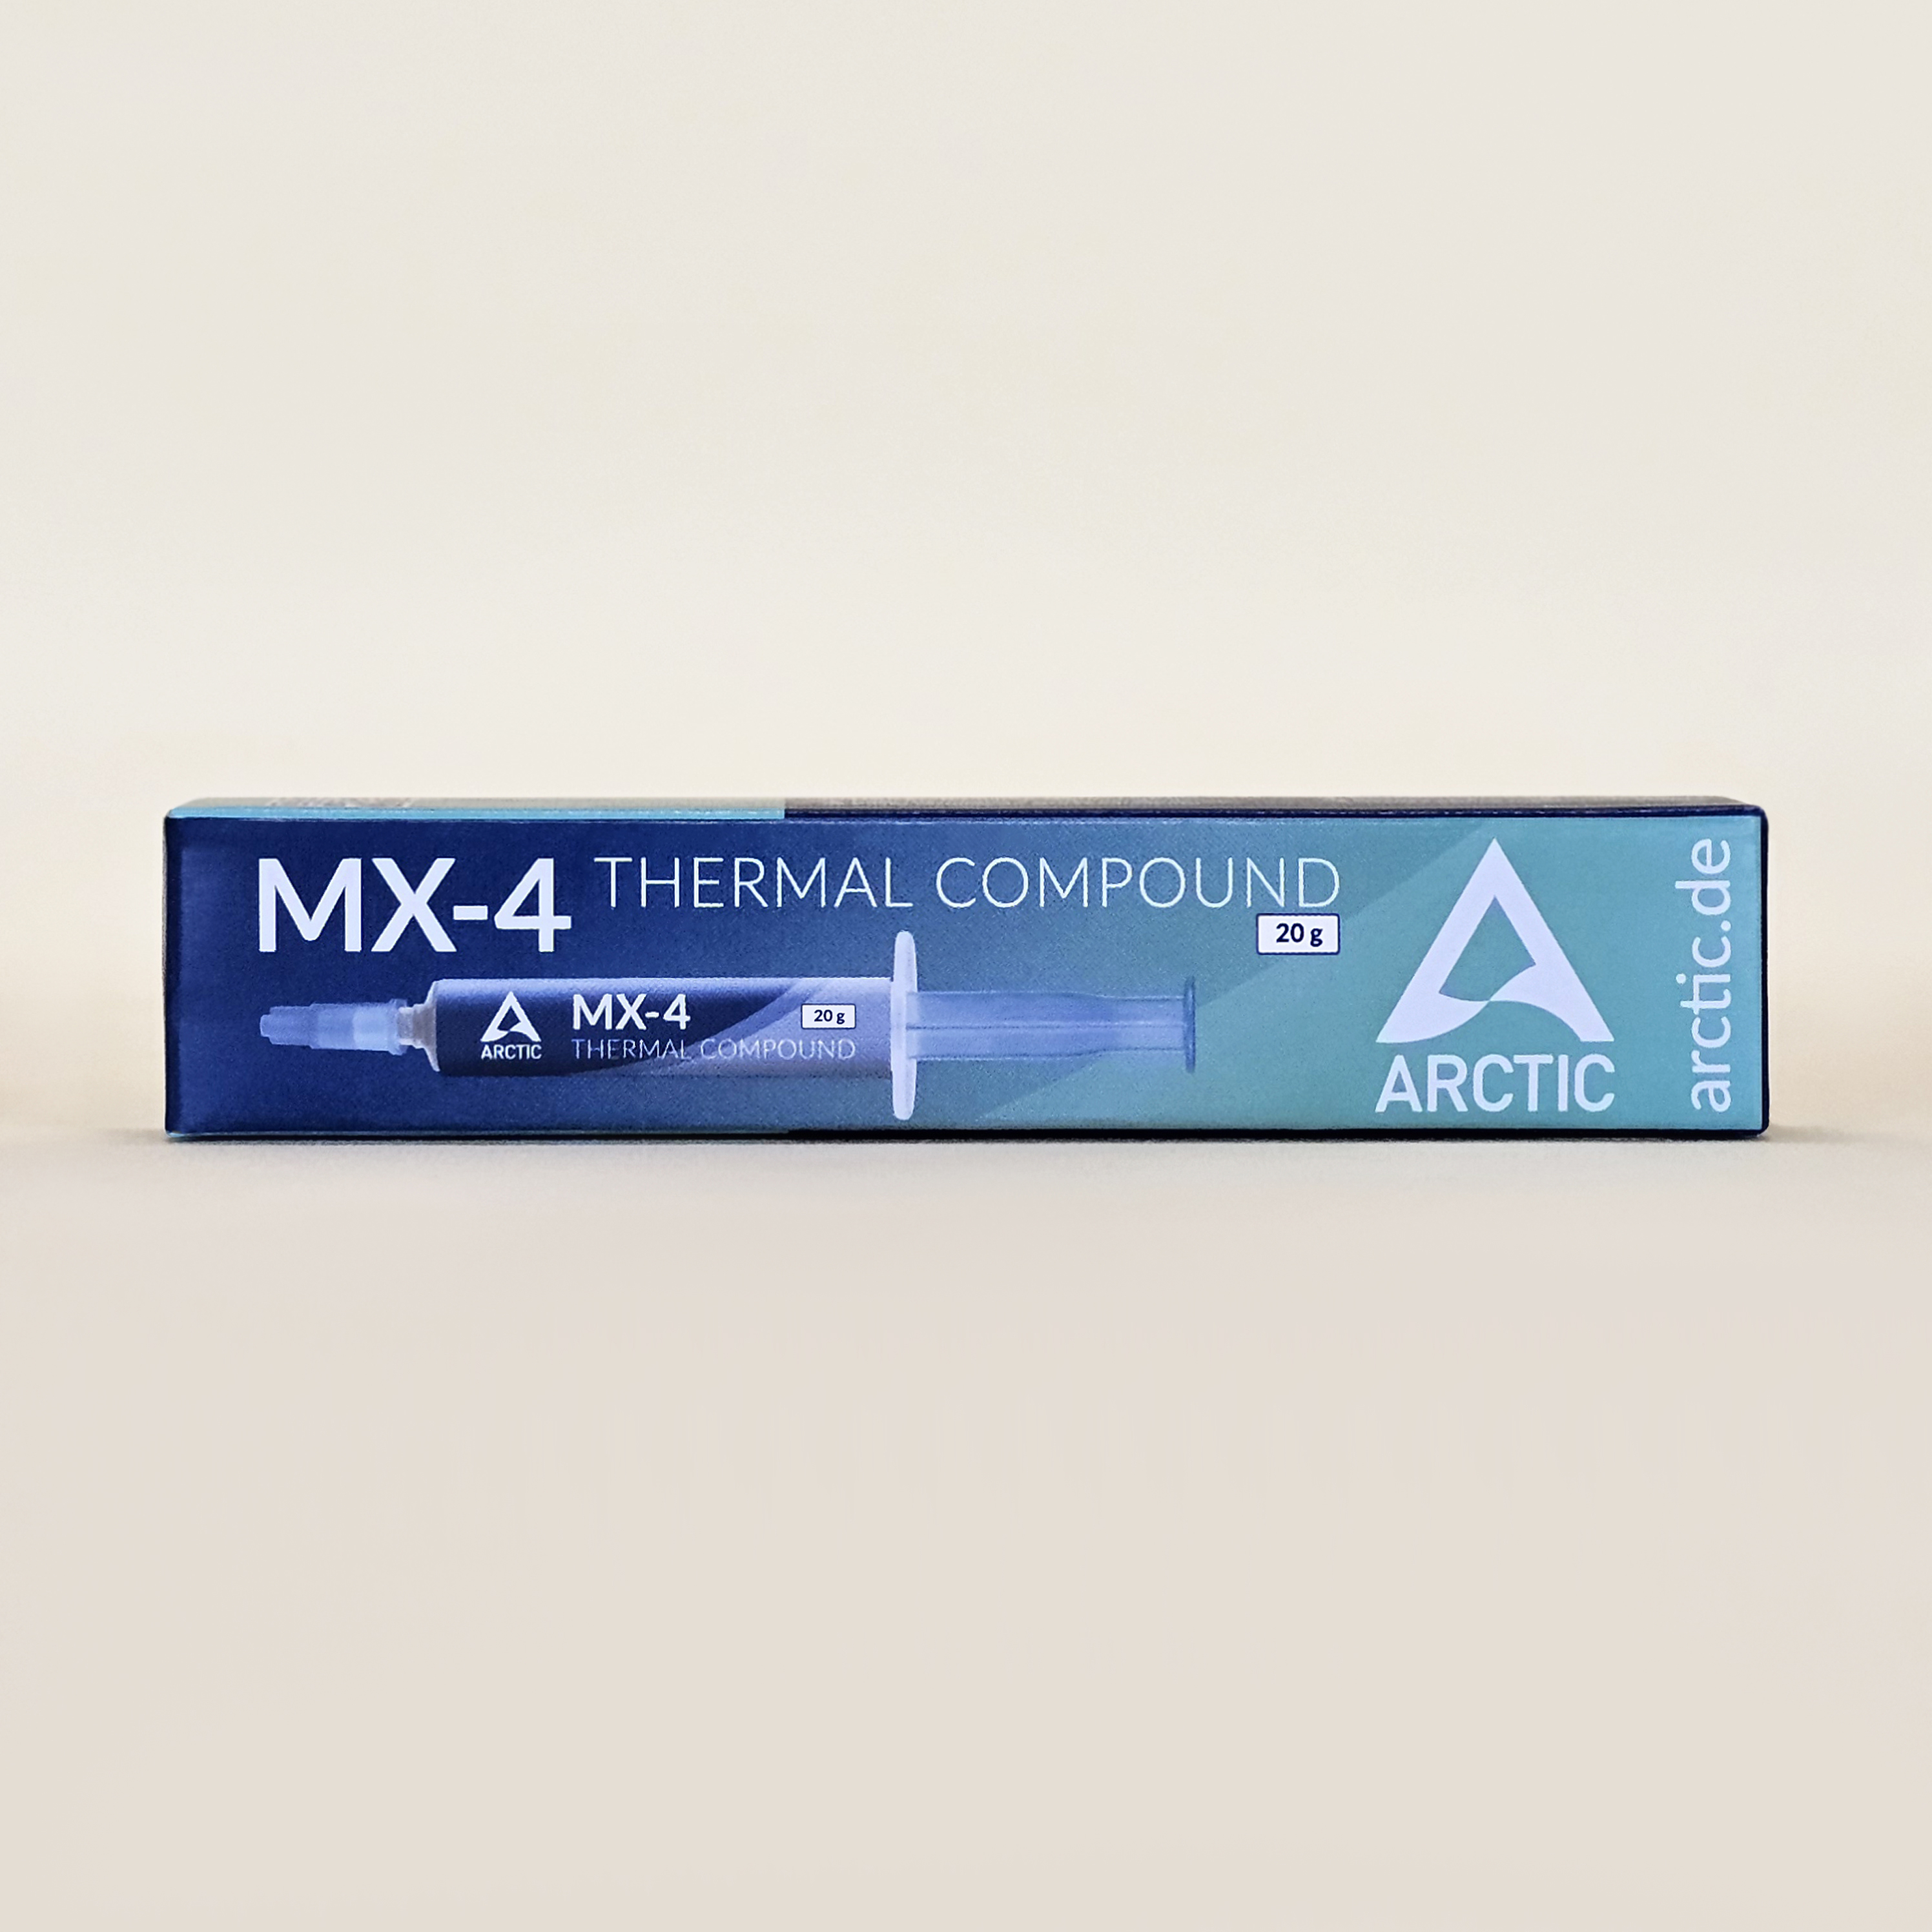 MX-4 THERMAL COMPOUND
20 g
ARCTIC
MX-4
20 g
THERMAL COMPOUND
ARCTIC
arctic.de